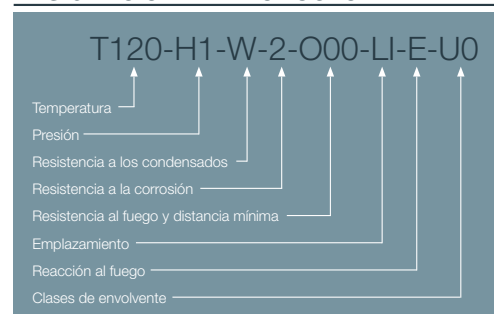 T120-H1-W-2-O00-LI-E-U0
Temperatura
Presión
Resistencia a los condensados
Resistencia a la corrosión
Resistencia al fuego y distancia mínima
Emplazamiento
Reacción al fuego
Clases de envolvente